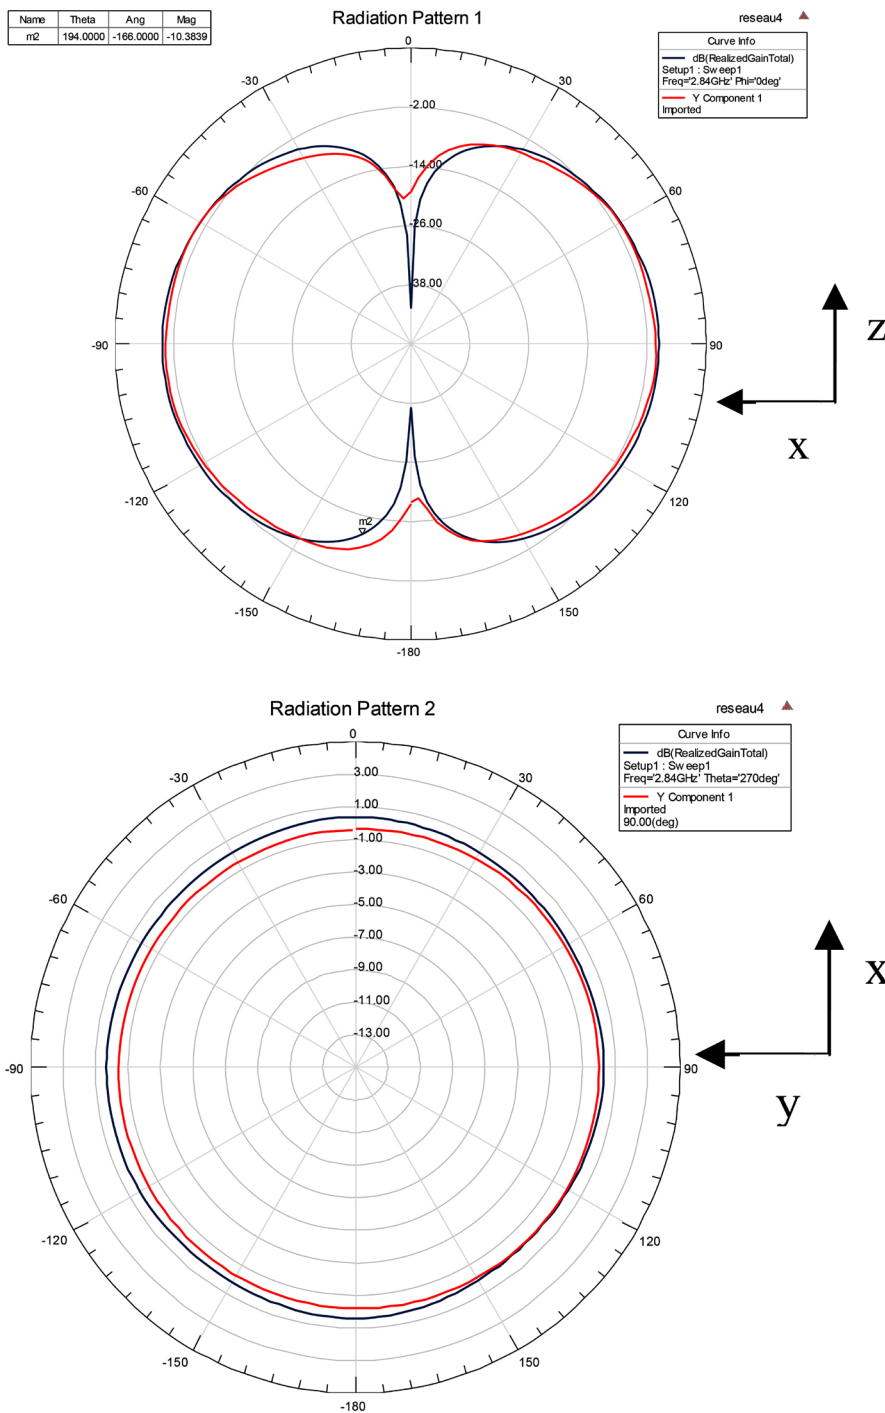 Name Theta Ang Mag
m2 194.0000 -166.0000 -10.3839
Radiation Pattern 1
reseau4
Curve Info
dB(RealizedGainTotal)
Setup1 : Sweep1
Freq='2.84GHz' Phi='0deg'
Y Component 1
Imported
0
-30
30
-2.00
-14.00
-60
60
-26.00
-38.00
-90
90
z
x
-120
120
m2
-150
150
-180
Radiation Pattern 2
reseau4
Curve Info
dB(RealizedGainTotal)
Setup1 : Sweep1
Freq='2.84GHz' Theta='270deg'
Y Component 1
Imported
90.00(deg)
0
-30
30
3.00
1.00
-1.00
-3.00
-60
60
-5.00
-7.00
-9.00
-11.00
-13.00
x
-90
90
y
-120
120
-150
150
-180